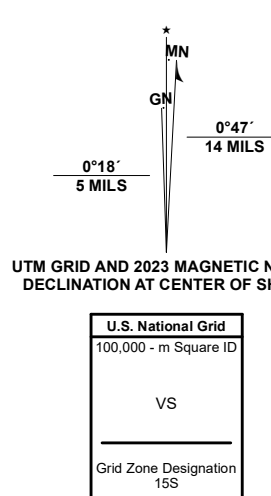 ★
MN
GN
0°47´
14 MILS
0°18´
5 MILS
UTM GRID AND 2023 MAGNETIC N
DECLINATION AT CENTER OF SH
U.S. National Grid
100,000 - m Square ID
VS
Grid Zone Designation
15S